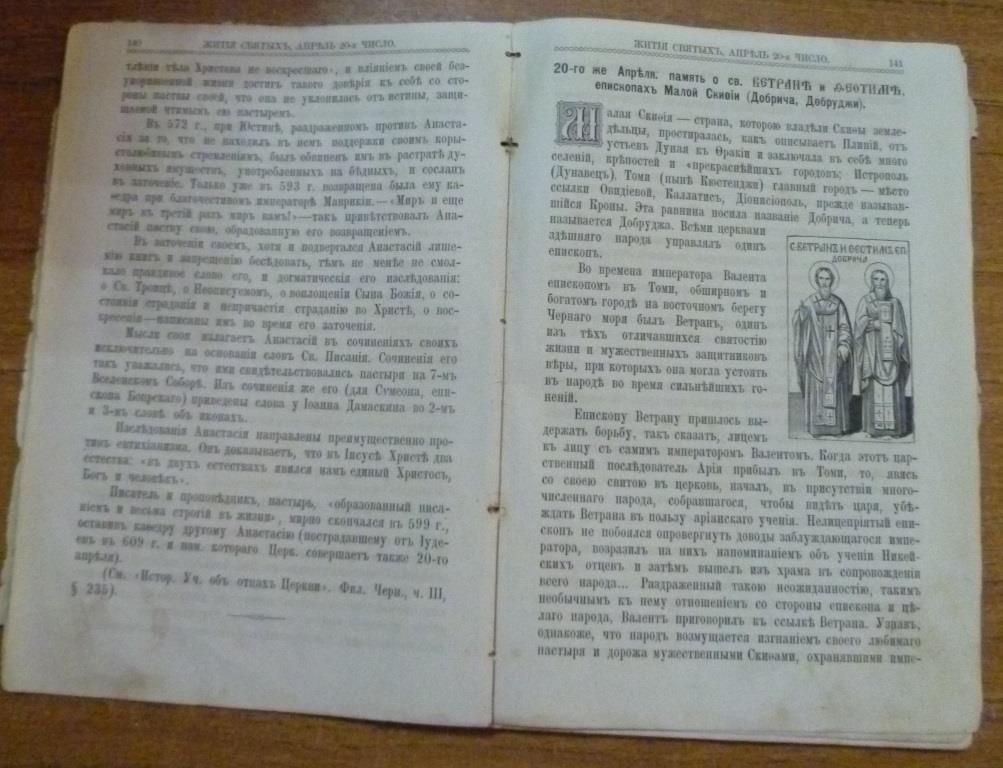 140
ЖИТІЯ СВЯТЫХЪ, АПРѢЛЬ 20-е ЧИСЛО.
тлѣніи тѣла Христова не воскресшаго», и вліяніемъ своей без-
укоризненной жизни достигъ такого довѣрія къ себѣ со сто-
роны паствы своей, что она не уклонилась отъ истины, защи-
щаемой чтимымъ ею пастыремъ.
Въ 572 г., при Юстинѣ, раздраженномъ противъ Анаста-
сія за то, что не находилъ въ немъ поддержки своимъ коры-
столюбивымъ стремленіямъ, былъ обвиненъ имъ въ растратѣ ду-
ховныхъ имуществъ, употребленныхъ на бѣдныхъ, и сосланъ
въ заточеніе. Только уже въ 593 г. возвращена была ему ка-
ѳедра при благочестивомъ императорѣ Маврикіи.—«Миръ и еще
миръ въ третій разъ миръ вамъ!»—такъ привѣтствовалъ Ана-
стасій паству свою, обрадованную его возвращеніемъ.
Въ заточеніи своемъ, хотя и подвергался Анастасій лише-
нію книгъ и запрещенію бесѣдовать, тѣмъ не менѣе не смол-
кало правдивое слово его, и догматическія его изслѣдованія:
о Св. Троицѣ, о Неописуемомъ, о воплощеніи Сына Божія, о со-
стояніи страданія и непричастія страданію во Христѣ, о вос-
кресеніи—написаны имъ во время его заточенія.
Мысли свои излагаетъ Анастасій въ сочиненіяхъ своихъ
исключительно на основаніи словъ Св. Писанія. Сочиненія его
такъ уважались, что ими свидѣтельствовались пастыри на 7-мъ
Вселенскомъ Соборѣ. Изъ сочиненія же его (для Сумеона, епи-
скопа Бострскаго) приведены слова у Іоанна Дамаскина во 2-мъ
и 3-мъ словѣ объ иконахъ.
Изслѣдованія Анастасія направлены преимущественно про-
тивъ евтихіанизма. Онъ доказываетъ, что въ Іисусѣ Христѣ два
естества: «въ двухъ естествахъ явился намъ единый Христосъ,
Богъ и человѣкъ».
Писатель и проповѣдникъ, пастырь, «образованный писа-
ніемъ и весьма строгій въ жизни», мирно скончался въ 599 г.,
оставивъ каѳедру другому Анастасію (пострадавшему отъ Іуде-
евъ въ 609 г. и пам. котораго Церк. совершаетъ также 20-го
апрѣля).
(См. «Истор. Уч. объ отцахъ Церкви». Фил. Черн., ч. III,
§ 235).
ЖИТІЯ СВЯТЫХЪ, АПРѢЛЬ 20-е ЧИСЛО.
141
20-го же Апрѣля: память о св. ВЕТРАНѢ и ѲЕОТИМѢ,
епископахъ Малой Скиѳіи (Добрича, Добруджи).
Малая Скиѳія — страна, которою владѣли Скиѳы земле-
дѣльцы, простиралась, какъ описываетъ Плиній, отъ
устьевъ Дуная къ Ѳракіи и заключала въ себѣ много
селеній, крѣпостей и «прекраснѣйшихъ городовъ»; Истрополь
(Дунавецъ). Томи (нынѣ Кюстенджи) главный городъ — мѣсто
ссылки Овидіевой, Каллатисъ, Діонисіополь, прежде называв-
шійся Кроны. Эта равнина носила названіе Добрича, а теперь
называется Добруджа. Всѣми церквами
здѣшняго народа управлялъ одинъ
епископъ.
С. ВЕТРАНЪ И ѲЕОТИМЪ ЕП.
ДОБРИЧА
Во времена императора Валента
епископомъ въ Томи, обширномъ и
богатомъ городѣ на восточномъ берегу
Чернаго моря былъ Ветранъ, одинъ
изъ тѣхъ отличавшихся святостію
жизни и мужественныхъ защитниковъ
вѣры, при которыхъ она могла устоять
въ народѣ во время сильнѣйшихъ го-
неній.
Епископу Ветрану пришлось вы-
держать борьбу, такъ сказать, лицемъ
къ лицу съ самимъ императоромъ Валентомъ. Когда этотъ цар-
ственный послѣдователь Арія прибылъ въ Томи, то, явясь
со своею свитою въ церковь, началъ, въ присутствіи много-
численнаго народа, собравшагося, чтобы видѣть царя, убѣ-
ждать Ветрана въ пользу аріанскаго ученія. Нелицепріятый епи-
скопъ не побоялся опровергнуть доводы заблуждающагося импе-
ратора, возразилъ на нихъ напоминаніемъ объ ученіи Никей-
скихъ отцевъ и затѣмъ вышелъ изъ храма въ сопровожденіи
всего народа... Раздраженный такою неожиданностію, такимъ
необычнымъ къ нему отношеніемъ со стороны епископа и цѣ-
лаго народа, Валентъ приговорилъ къ ссылкѣ Ветрана. Узнавъ,
однакоже, что народъ возмущается изгнаніемъ своего любимаго
пастыря и дорожа мужественными Скиѳами, охранявшими импе-